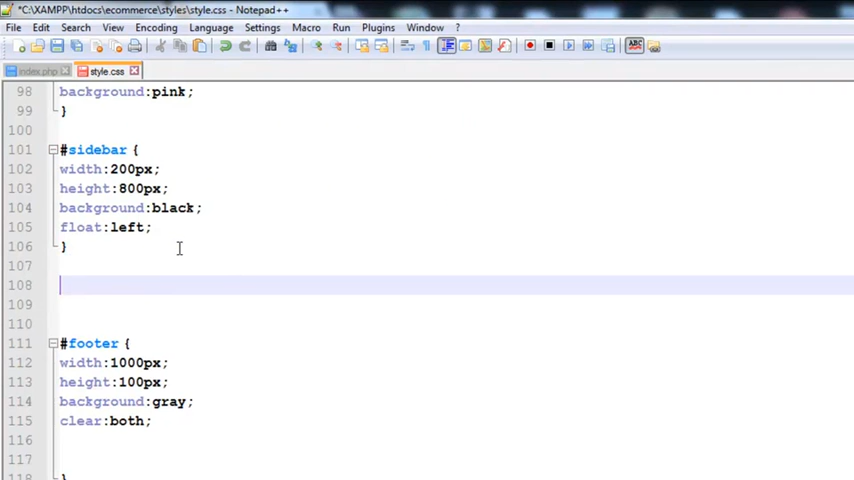 *C:\XAMPP\htdocs\ecommerce\styles\style.css - Notepad++
File Edit Search View Encoding Language Settings Macro Run Plugins Window ?
index.php style.css
98 background:pink;
99 }
100
101 #sidebar {
102 width:200px;
103 height:800px;
104 background:black;
105 float:left;
106 }
107
108
109
110
111 #footer {
112 width:1000px;
113 height:100px;
114 background:gray;
115 clear:both;
116
117
118 }